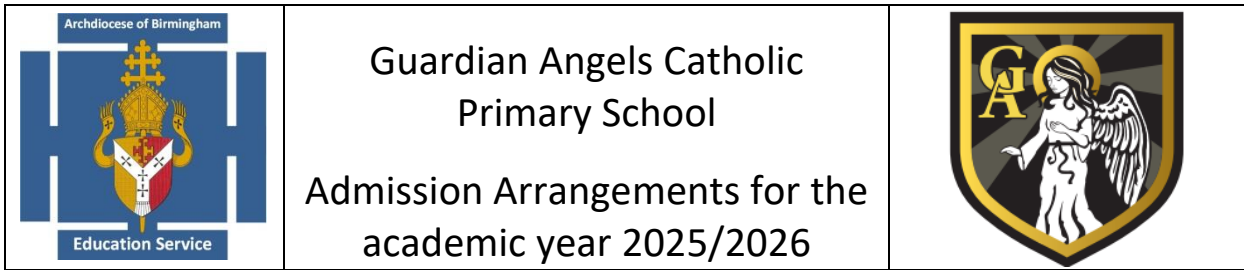 Archdiocese of Birmingham
Education Service
Guardian Angels Catholic
Primary School
Admission Arrangements for the
academic year 2025/2026
GA